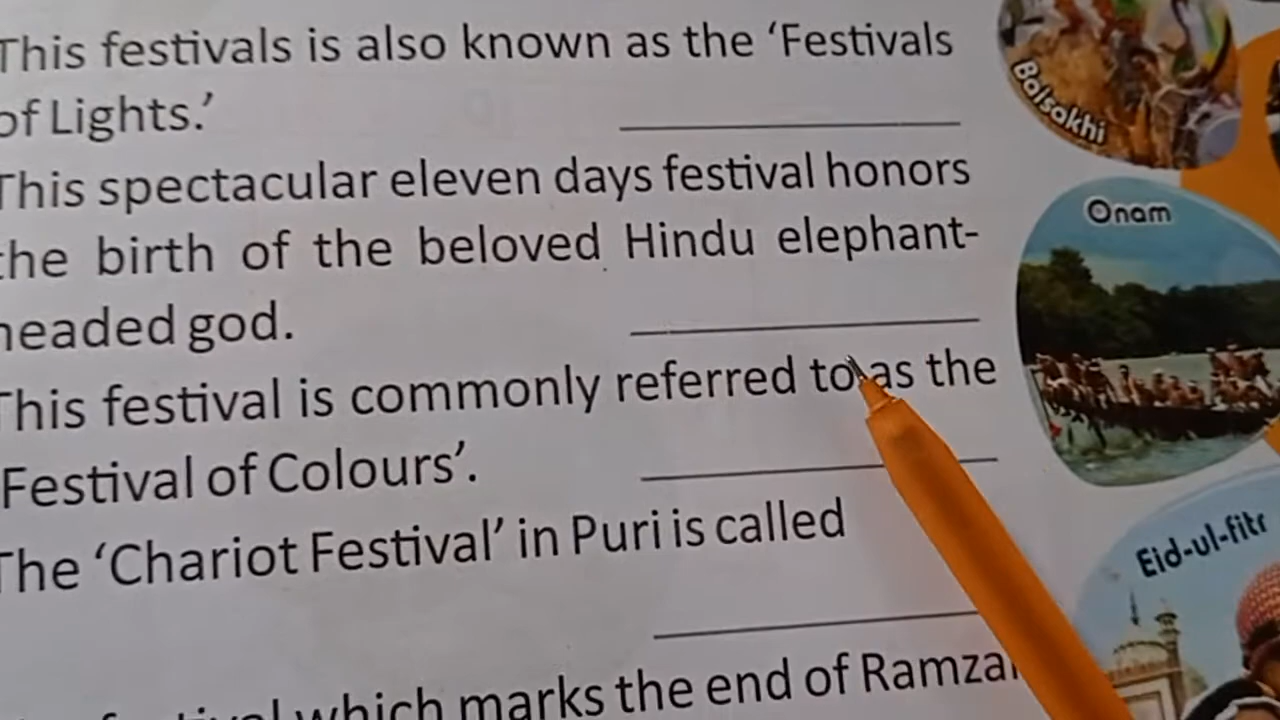 This festivals is also known as the ‘Festivals
of Lights.’
This spectacular eleven days festival honors
the birth of the beloved Hindu elephant-
headed god.
This festival is commonly referred to as the
Festival of Colours’.
The ‘Chariot Festival’ in Puri is called
festival which marks the end of Ramzan
Baisakhi
Onam
Eid-ul-fitr